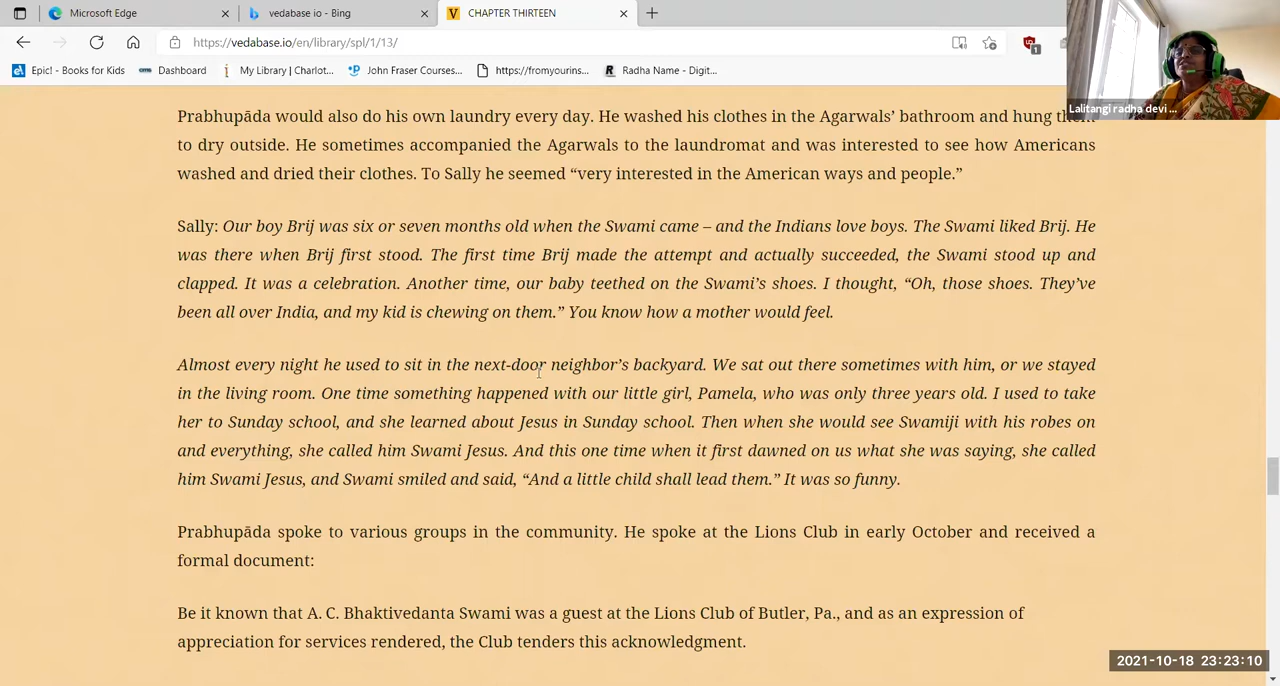 Microsoft Edge
vedabase io - Bing
CHAPTER THIRTEEN
https://vedabase.io/en/library/spl/1/13/
1
Epic! - Books for Kids
Dashboard
My Library | Charlot...
John Fraser Courses...
https://fromyourins...
Radha Name - Digit...
Lalitangi radha devi ...
Prabhupāda would also do his own laundry every day. He washed his clothes in the Agarwals’ bathroom and hung them
to dry outside. He sometimes accompanied the Agarwals to the laundromat and was interested to see how Americans
washed and dried their clothes. To Sally he seemed “very interested in the American ways and people.”
Sally: Our boy Brij was six or seven months old when the Swami came – and the Indians love boys. The Swami liked Brij. He
was there when Brij first stood. The first time Brij made the attempt and actually succeeded, the Swami stood up and
clapped. It was a celebration. Another time, our baby teethed on the Swami’s shoes. I thought, “Oh, those shoes. They’ve
been all over India, and my kid is chewing on them.” You know how a mother would feel.
Almost every night he used to sit in the next-door neighbor’s backyard. We sat out there sometimes with him, or we stayed
in the living room. One time something happened with our little girl, Pamela, who was only three years old. I used to take
her to Sunday school, and she learned about Jesus in Sunday school. Then when she would see Swamiji with his robes on
and everything, she called him Swami Jesus. And this one time when it first dawned on us what she was saying, she called
him Swami Jesus, and Swami smiled and said, “And a little child shall lead them.” It was so funny.
Prabhupāda spoke to various groups in the community. He spoke at the Lions Club in early October and received a
formal document:
Be it known that A. C. Bhaktivedanta Swami was a guest at the Lions Club of Butler, Pa., and as an expression of
appreciation for services rendered, the Club tenders this acknowledgment.
2021-10-18 23:23:10